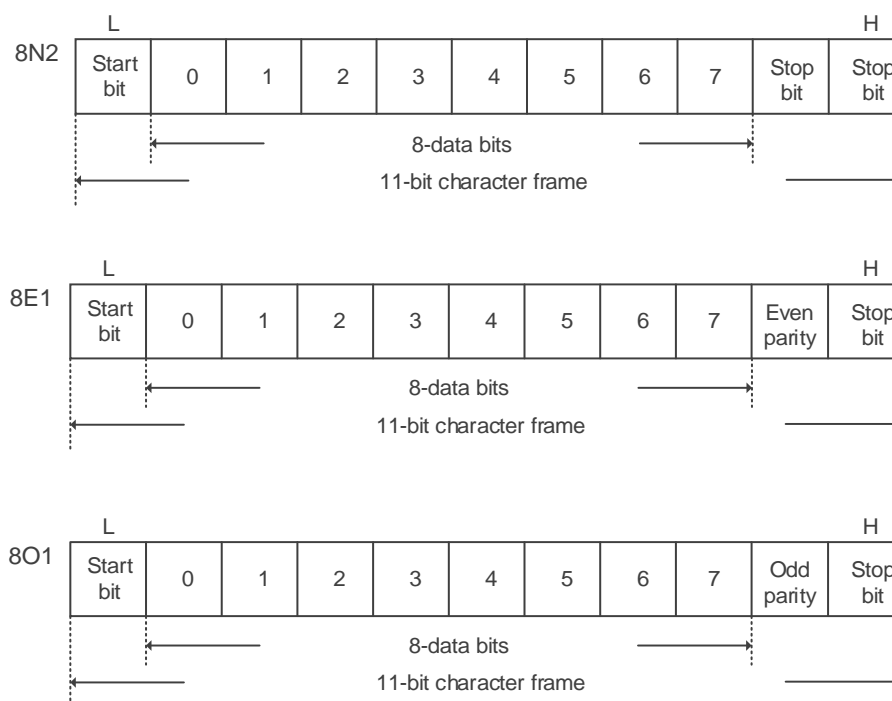 L H
8N2
Start bit 0 1 2 3 4 5 6 7 Stop bit Stop bit
8-data bits
11-bit character frame
L H
8E1
Start bit 0 1 2 3 4 5 6 7 Even parity Stop bit
8-data bits
11-bit character frame
L H
8O1
Start bit 0 1 2 3 4 5 6 7 Odd parity Stop bit
8-data bits
11-bit character frame